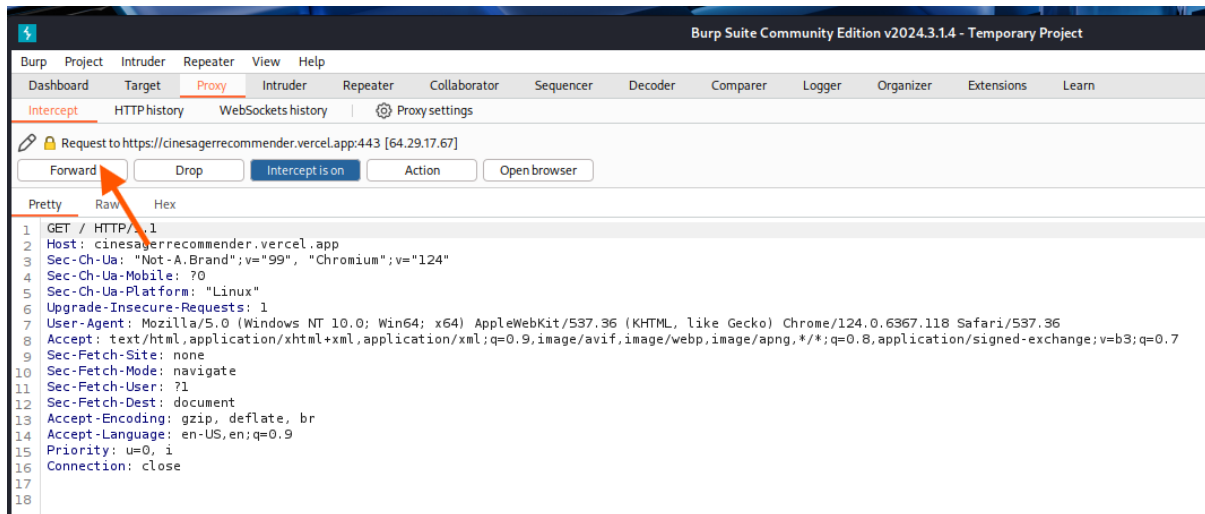 Burp Suite Community Edition v2024.3.1.4 - Temporary Project
Burp Project Intruder Repeater View Help
Dashboard Target Proxy Intruder Repeater Collaborator Sequencer Decoder Comparer Logger Organizer Extensions Learn
Intercept HTTP history WebSockets history Proxy settings
Request to https://cinesagerrecommender.vercel.app:443 [64.29.17.67]
Forward Drop Intercept is on Action Open browser
Pretty Raw Hex
1 GET / HTTP/1.1
2 Host: cinesagerrecommender.vercel.app
3 Sec-Ch-Ua: "Not-A.Brand";v="99", "Chromium";v="124"
4 Sec-Ch-Ua-Mobile: ?0
5 Sec-Ch-Ua-Platform: "Linux"
6 Upgrade-Insecure-Requests: 1
7 User-Agent: Mozilla/5.0 (Windows NT 10.0; Win64; x64) AppleWebKit/537.36 (KHTML, like Gecko) Chrome/124.0.6367.118 Safari/537.36
8 Accept: text/html,application/xhtml+xml,application/xml;q=0.9,image/avif,image/webp,image/apng,*/*;q=0.8,application/signed-exchange;v=b3;q=0.7
9 Sec-Fetch-Site: none
10 Sec-Fetch-Mode: navigate
11 Sec-Fetch-User: ?1
12 Sec-Fetch-Dest: document
13 Accept-Encoding: gzip, deflate, br
14 Accept-Language: en-US,en;q=0.9
15 Priority: u=0, i
16 Connection: close
17
18